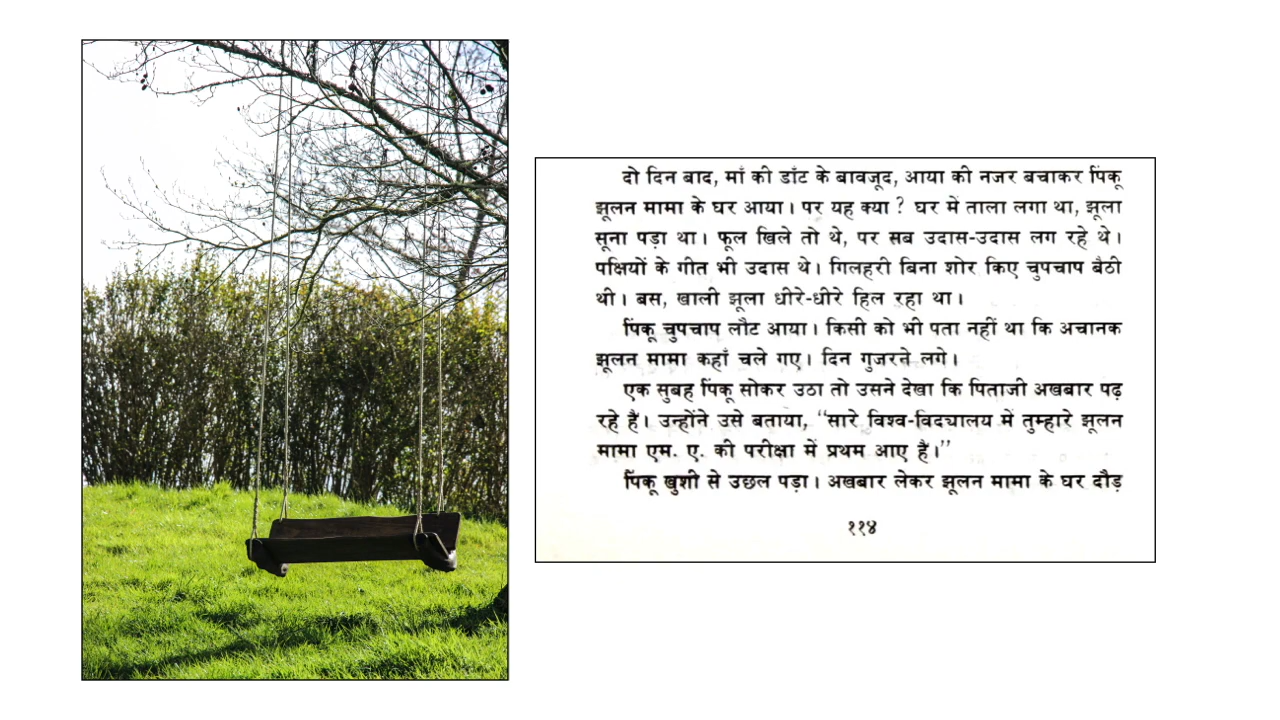 दो दिन बाद, माँ की डाँट के बावजूद, आया की नजर बचाकर पिंकू
झूलन मामा के घर आया। पर यह क्या ? घर में ताला लगा था, झूला
सूना पड़ा था। फूल खिले तो थे, पर सब उदास-उदास लग रहे थे।
पक्षियों के गीत भी उदास थे। गिलहरी बिना शोर किए चुपचाप बैठी
थी। बस, खाली झूला धीरे-धीरे हिल रहा था।
पिंकू चुपचाप लौट आया। किसी को भी पता नहीं था कि अचानक
झूलन मामा कहाँ चले गए। दिन गुजरने लगे।
एक सुबह पिंकू सोकर उठा तो उसने देखा कि पिताजी अखबार पढ़
रहे हैं। उन्होंने उसे बताया, “सारे विश्व-विद्यालय में तुम्हारे झूलन
मामा एम. ए. की परीक्षा में प्रथम आए हैं।”
पिंकू खुशी से उछल पड़ा। अखबार लेकर झूलन मामा के घर दौड़
११४